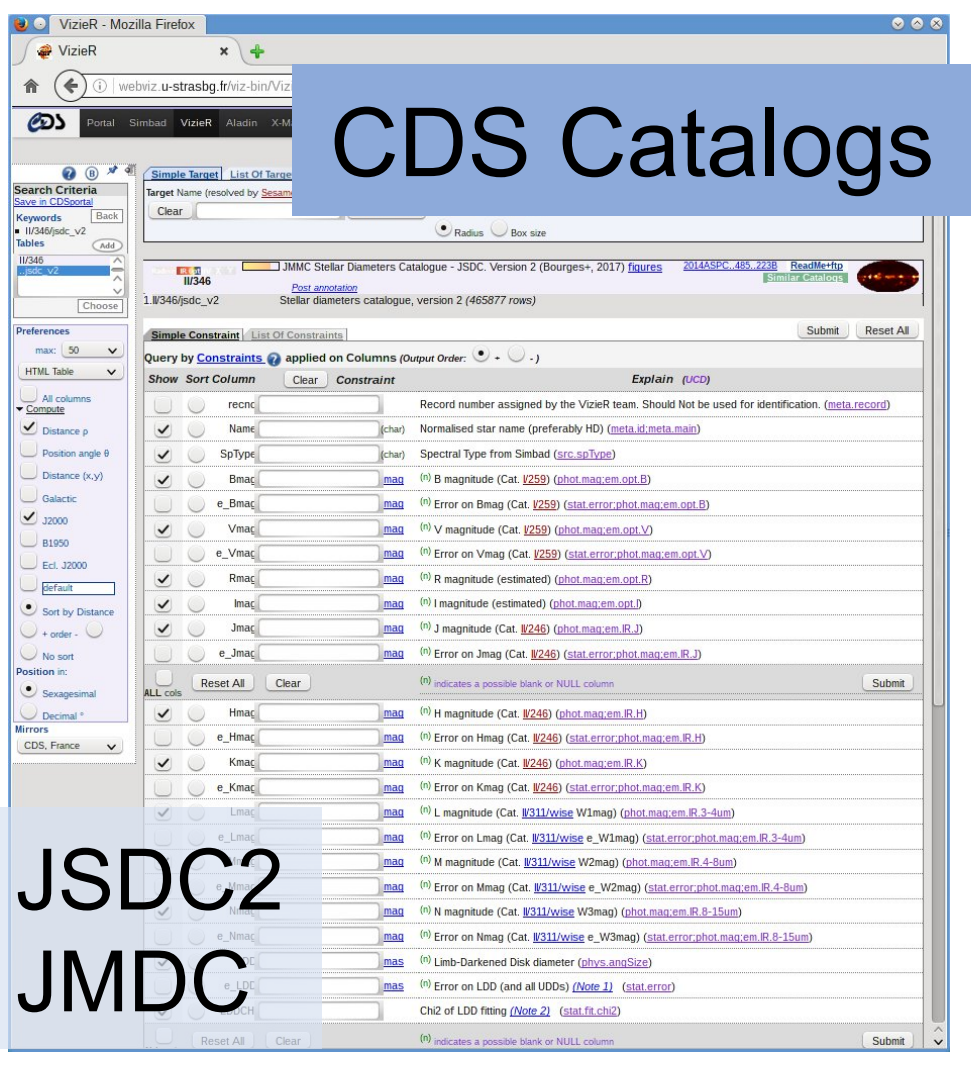 VizieR - Mozilla Firefox
VizieR
webviz.u-strasbg.fr/viz-bin/Viz
CDS Catalogs
CDS Portal Simbad VizieR Aladin X-M
Simple Target List Of Targe
Search Criteria
Save in CDSportal
Target Name (resolved by Sesam
Keywords Back
Clear
II/346/jsdc_v2
Radius Box size
Tables Add
II/346
..jsdc_v2
Choose
JMMC Stellar Diameters Catalogue - JSDC. Version 2 (Bourges+, 2017) figures 2014ASPC..485..223B ReadMe+ftp
II/346 Post annotation Similar Catalogs
1.II/346/jsdc_v2 Stellar diameters catalogue, version 2 (465877 rows)
Preferences
max: 50
HTML Table
All columns
Compute
Distance ρ
Position angle θ
Distance (x,y)
Galactic
J2000
B1950
Ecl. J2000
default
Sort by Distance
+ order -
No sort
Position in:
Sexagesimal
Decimal °
Mirrors
CDS, France
Simple Constraint List Of Constraints Submit Reset All
Query by Constraints ? applied on Columns (Output Order: + - )
Show Sort Column Clear Constraint Explain (UCD)
recno Record number assigned by the VizieR team. Should Not be used for identification. (meta.record)
Name (char) Normalised star name (preferably HD) (meta.id;meta.main)
SpType (char) Spectral Type from Simbad (src.spType)
Bmag mag (n) B magnitude (Cat. I/259) (phot.mag;em.opt.B)
e_Bmag mag (n) Error on Bmag (Cat. I/259) (stat.error;phot.mag;em.opt.B)
Vmag mag (n) V magnitude (Cat. I/259) (phot.mag;em.opt.V)
e_Vmag mag (n) Error on Vmag (Cat. I/259) (stat.error;phot.mag;em.opt.V)
Rmag mag (n) R magnitude (estimated) (phot.mag;em.opt.R)
Imag mag (n) I magnitude (estimated) (phot.mag;em.opt.I)
Jmag mag (n) J magnitude (Cat. II/246) (phot.mag;em.IR.J)
e_Jmag mag (n) Error on Jmag (Cat. II/246) (stat.error;phot.mag;em.IR.J)
ALL cols Reset All Clear (n) indicates a possible blank or NULL column Submit
Hmag mag (n) H magnitude (Cat. II/246) (phot.mag;em.IR.H)
e_Hmag mag (n) Error on Hmag (Cat. II/246) (stat.error;phot.mag;em.IR.H)
Kmag mag (n) K magnitude (Cat. II/246) (phot.mag;em.IR.K)
e_Kmag mag (n) Error on Kmag (Cat. II/246) (stat.error;phot.mag;em.IR.K)
Lmag mag (n) L magnitude (Cat. II/311/wise W1mag) (phot.mag;em.IR.3-4um)
e_Lmag mag (n) Error on Lmag (Cat. II/311/wise e_W1mag) (stat.error;phot.mag;em.IR.3-4um)
mag (n) M magnitude (Cat. II/311/wise W2mag) (phot.mag;em.IR.4-8um)
e_Mmag mag (n) Error on Mmag (Cat. II/311/wise e_W2mag) (stat.error;phot.mag;em.IR.4-8um)
Nmag mag (n) N magnitude (Cat. II/311/wise W3mag) (phot.mag;em.IR.8-15um)
e_Nmag mag (n) Error on Nmag (Cat. II/311/wise e_W3mag) (stat.error;phot.mag;em.IR.8-15um)
mas (n) Limb-Darkened Disk diameter (phys.angSize)
e_LDD mas (n) Error on LDD (and all UDDs) (Note 1) (stat.error)
Chi2 of LDD fitting (Note 2) (stat.fit.chi2)
Reset All Clear (n) indicates a possible blank or NULL column Submit
JSDC2
JMDC